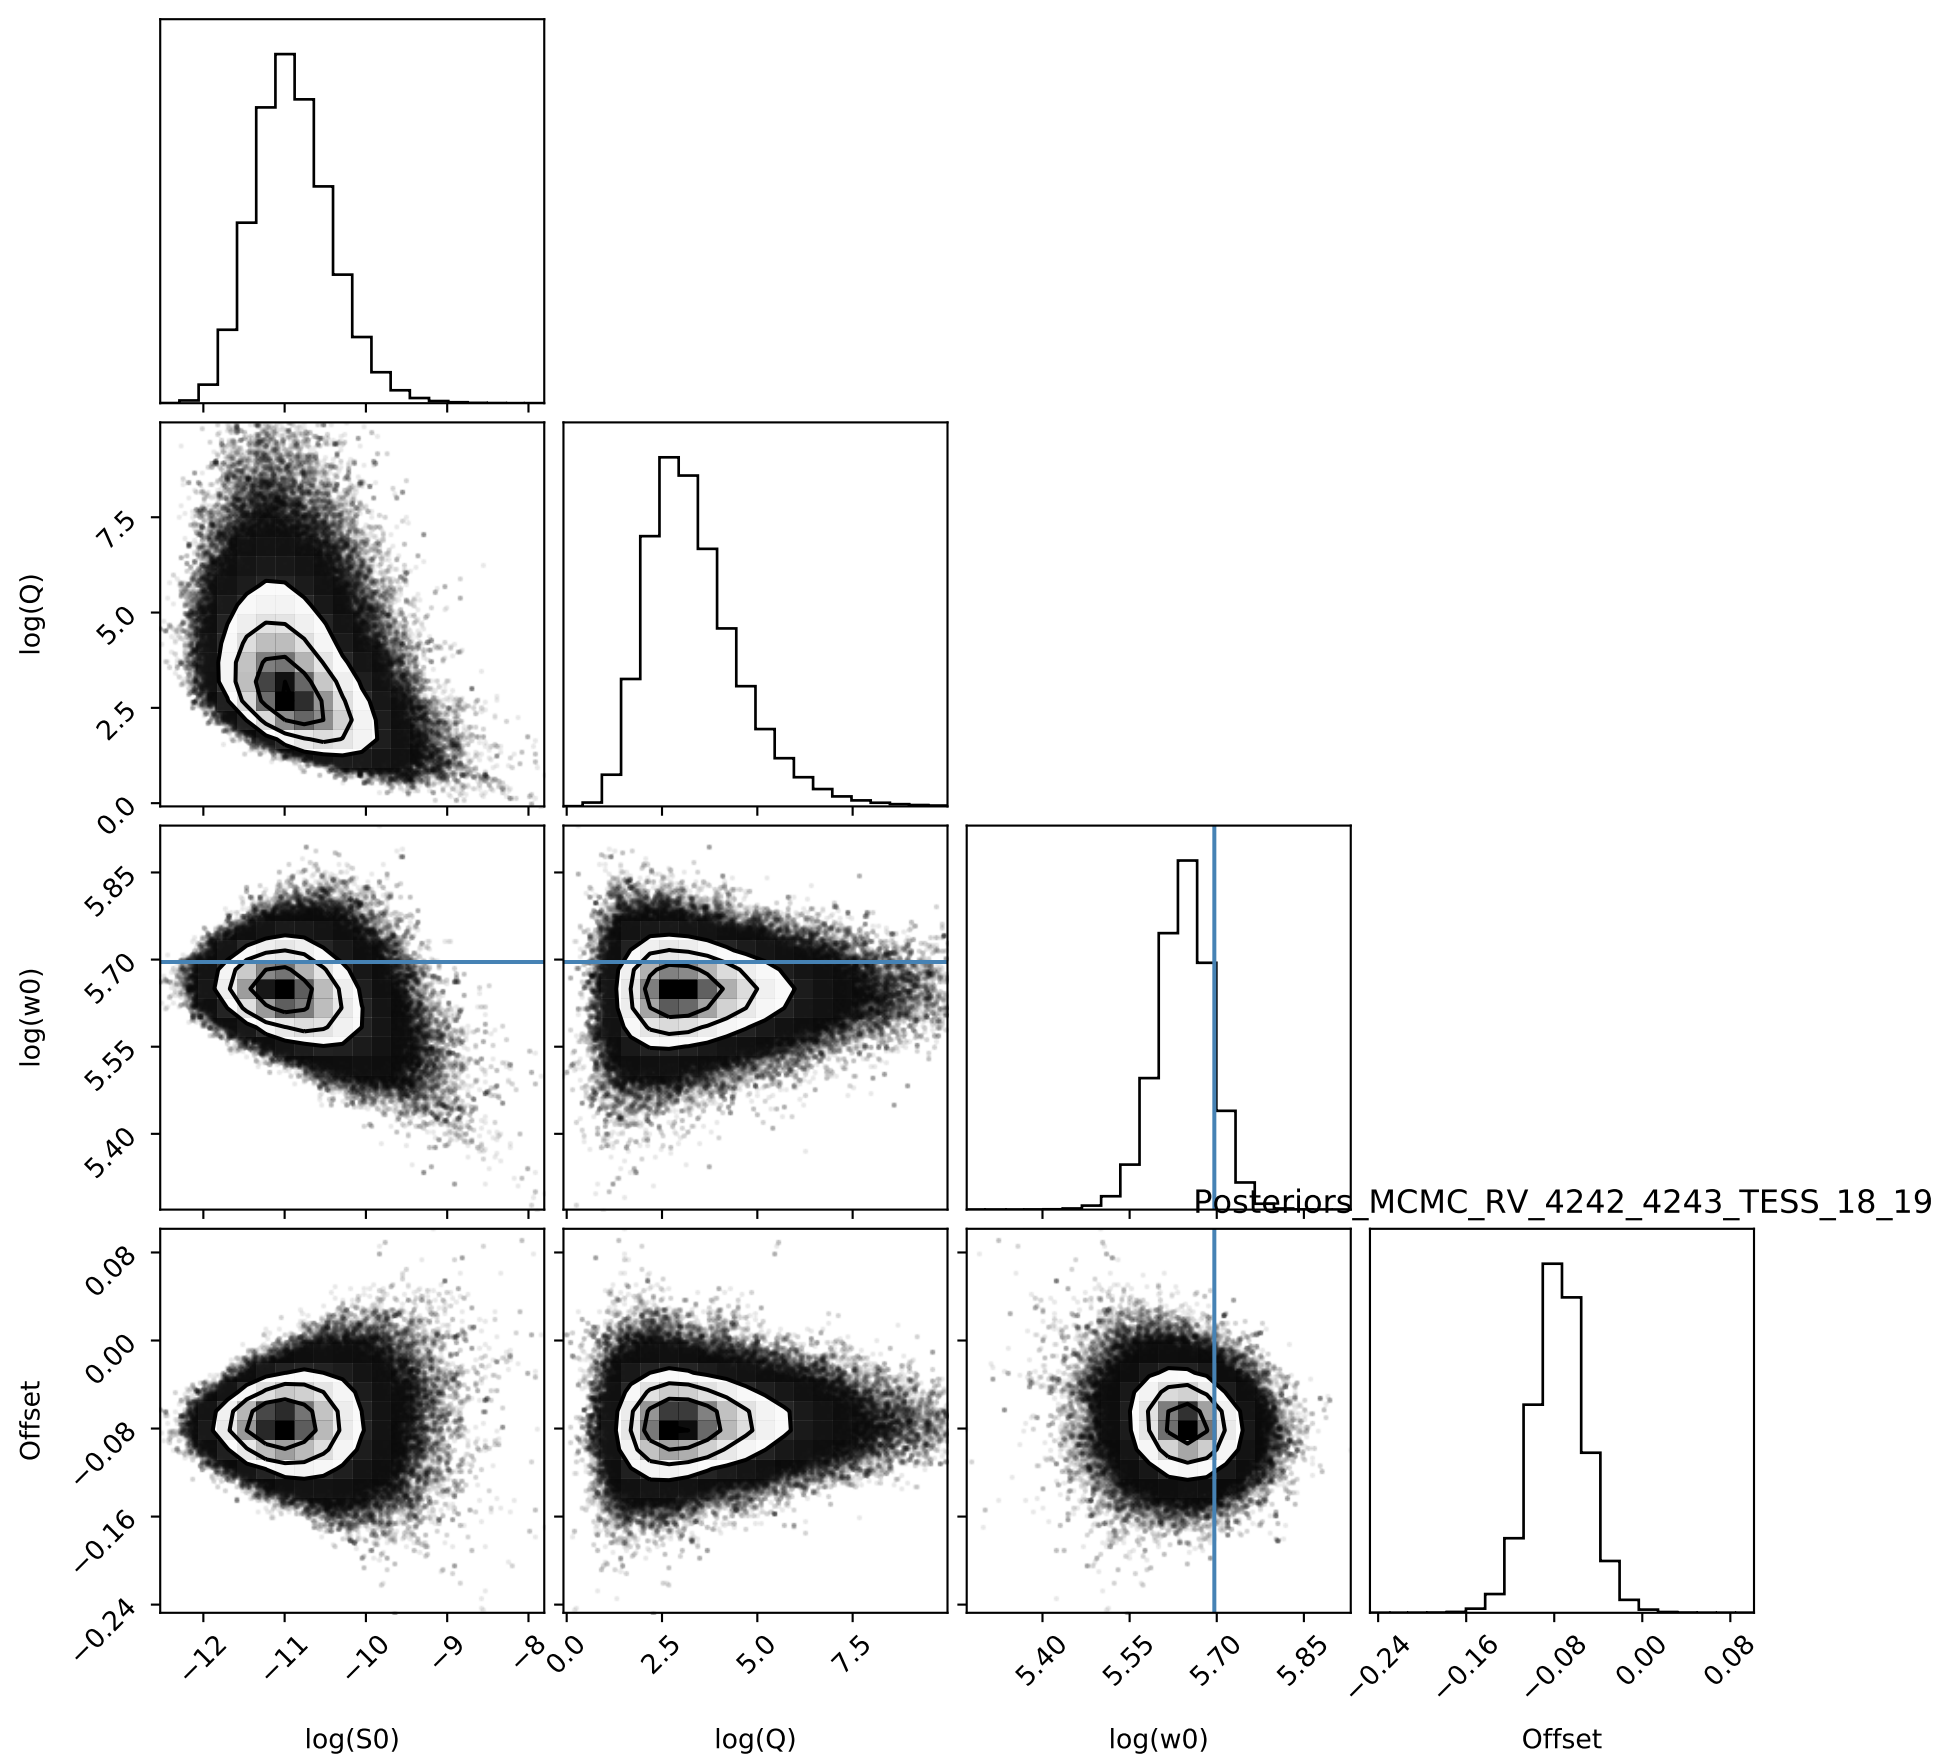 log(Q)
7.5
5.0
2.5
0.0
log(w0)
5.85
5.70
5.55
5.40
Posteriors_MCMC_RV_4242_4243_TESS_18_19
Offset
0.08
0.00
−0.08
−0.16
−0.24
−12 −11 −10 −9 −8
0.0 2.5 5.0 7.5
5.40 5.55 5.70 5.85
−0.24 −0.16 −0.08 0.00 0.08
log(S0) log(Q) log(w0) Offset